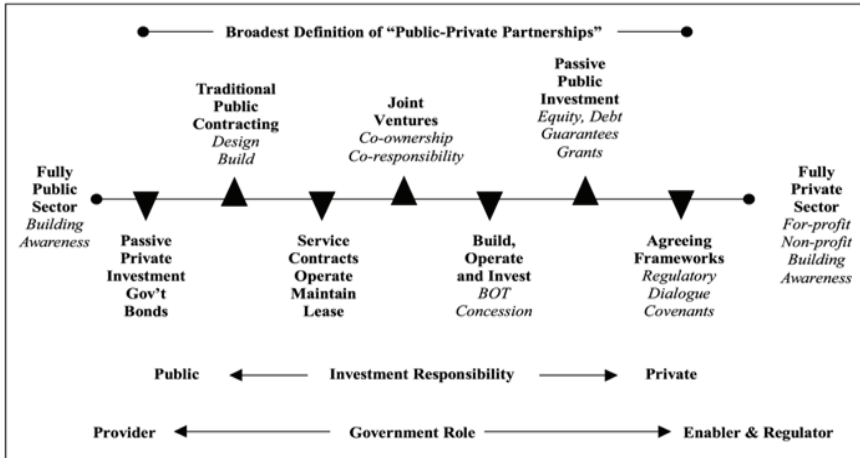 Broadest Definition of “Public-Private Partnerships”
Traditional
Public
Contracting
Design
Build
Joint
Ventures
Co-ownership
Co-responsibility
Passive
Public
Investment
Equity, Debt
Guarantees
Grants
Fully
Public
Sector
Building
Awareness
Fully
Private
Sector
For-profit
Non-profit
Building
Awareness
Passive
Private
Investment
Gov’t
Bonds
Service
Contracts
Operate
Maintain
Lease
Build,
Operate
and Invest
BOT
Concession
Agreeing
Frameworks
Regulatory
Dialogue
Covenants
Public Investment Responsibility Private
Provider Government Role Enabler & Regulator